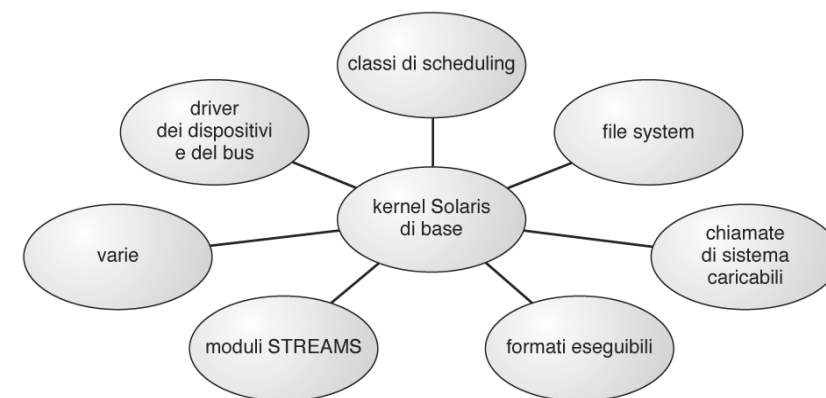 classi di scheduling
driver
dei dispositivi
e del bus
file system
kernel Solaris
di base
varie
chiamate
di sistema
caricabili
moduli STREAMS
formati eseguibili